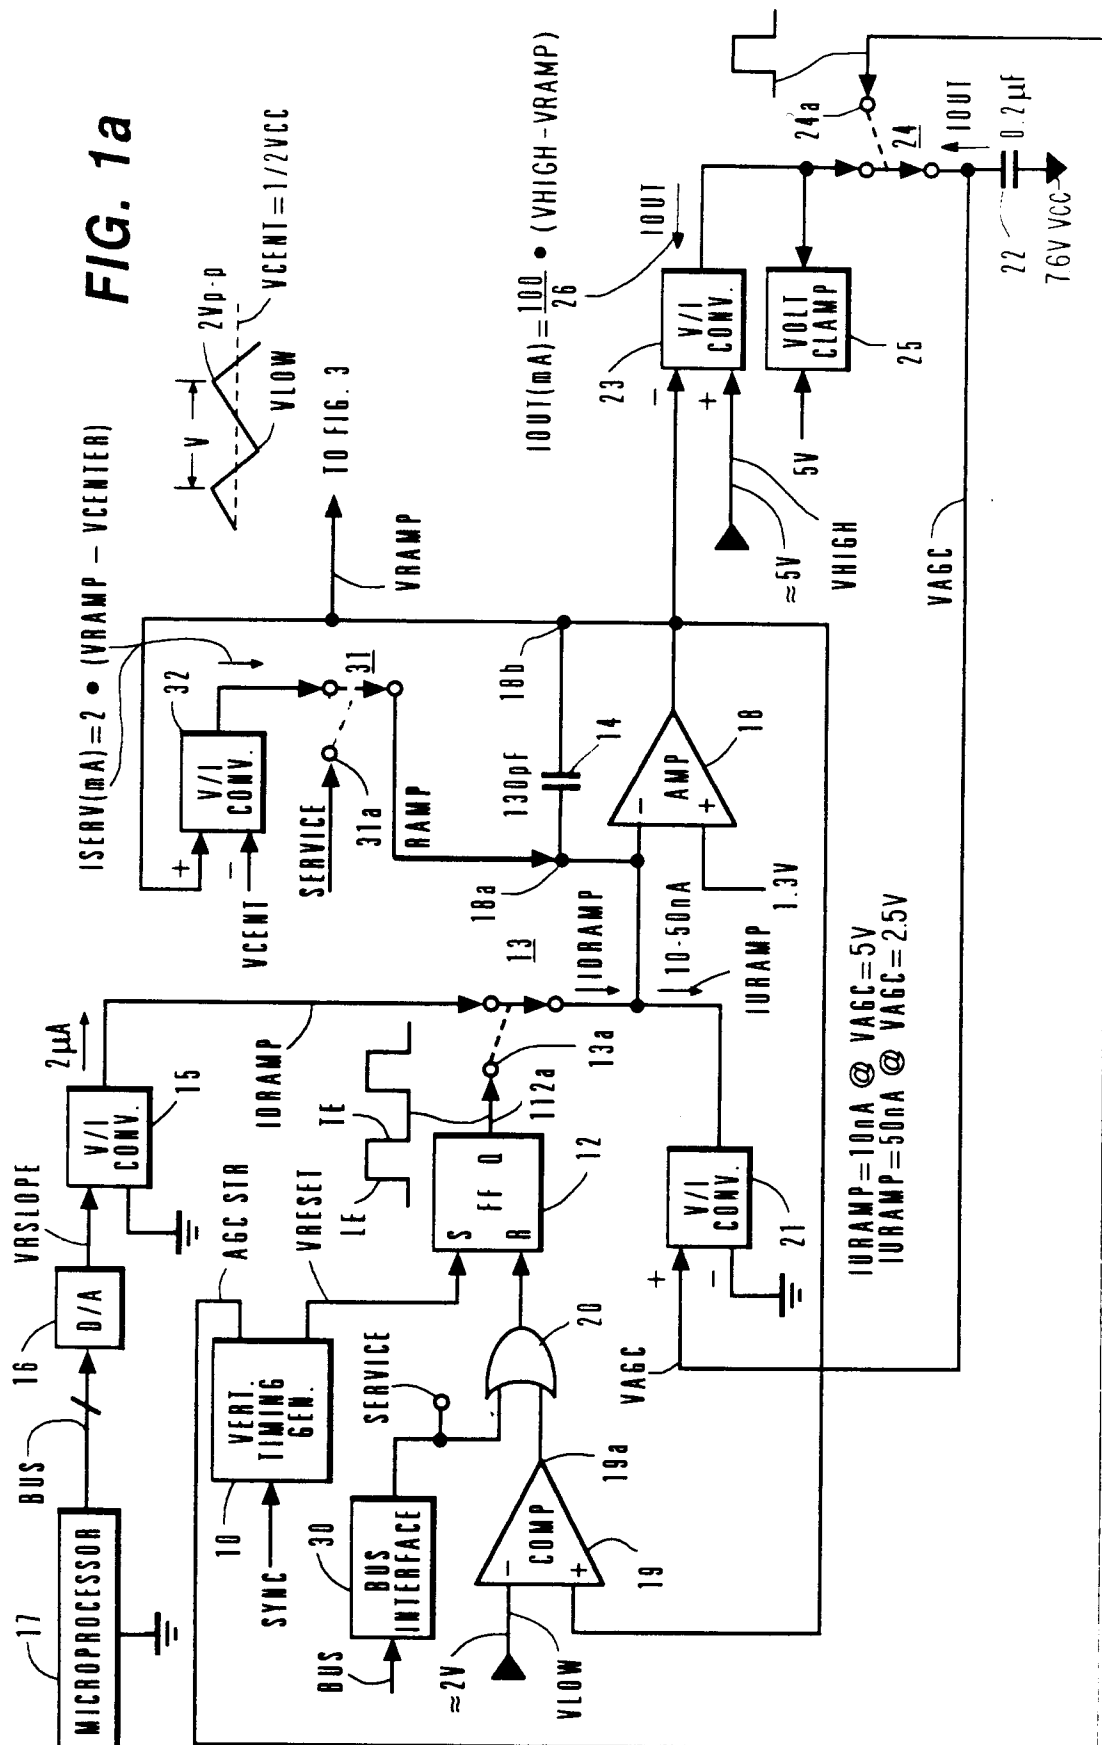 FIG. 1a
ISERV(mA)=2 • (VRAMP - VCENTER)
V
2Vp-p
VCENT=1/2VCC
VLOW
17
MICROPROCESSOR
BUS
16
D/A
VRSLOPE
V/I
CONV.
15
2μA
IDRAMP
AGC STR
VRESET
10
VERT.
TIMING
GEN.
SYNC
30
BUS
INTERFACE
BUS
SERVICE
20
≈2V
VLOW
COMP
-
+
19
19a
S
FF Q
R
12
LE
TE
112a
13a
13
IDRAMP
10-50nA
IURAMP
VAGC
+
-
V/I
CONV.
21
IURAMP=10nA @ VAGC=5V
IURAMP=50nA @ VAGC=2.5V
VCENT
+
-
V/I
CONV.
32
SERVICE
31a
31
RAMP
VRAMP
TO FIG. 3
18a
130pF
14
18b
AMP
-
+
18
1.3V
IOUT(mA)=100/26 • (VHIGH-VRAMP)
23
-
+
V/I
CONV.
26
IOUT
≈5V
VHIGH
5V
VOLT
CLAMP
25
24a
24
IOUT
22
0.2μF
7.6V VCC
VAGC